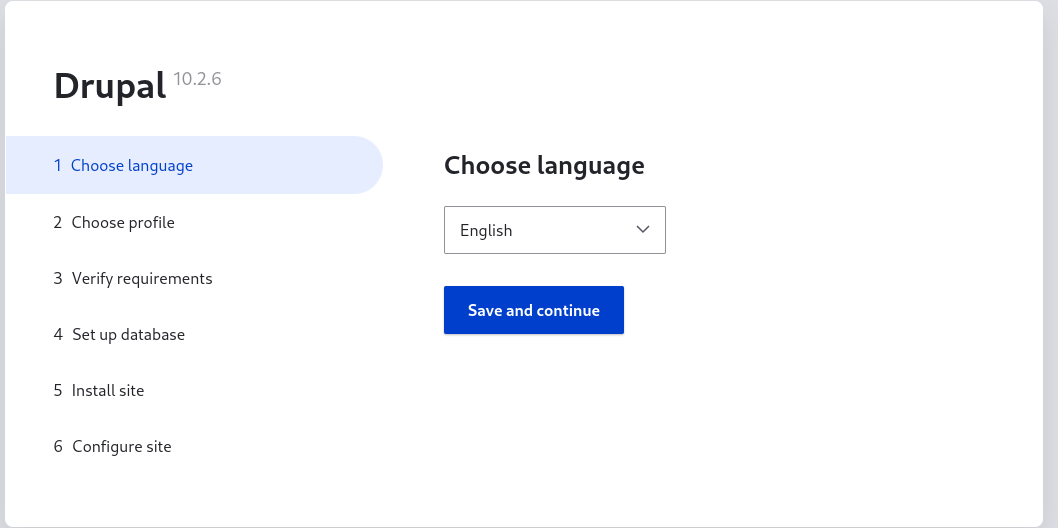 Drupal 10.2.6
1 Choose language
2 Choose profile
3 Verify requirements
4 Set up database
5 Install site
6 Configure site
Choose language
English
Save and continue